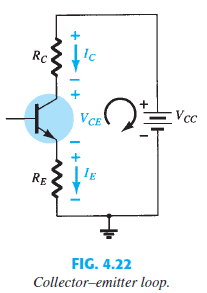 +
R_C
I_C
-
+
+
V_CE
V_CC
-
-
+
R_E
I_E
-
FIG. 4.22
Collector–emitter loop.